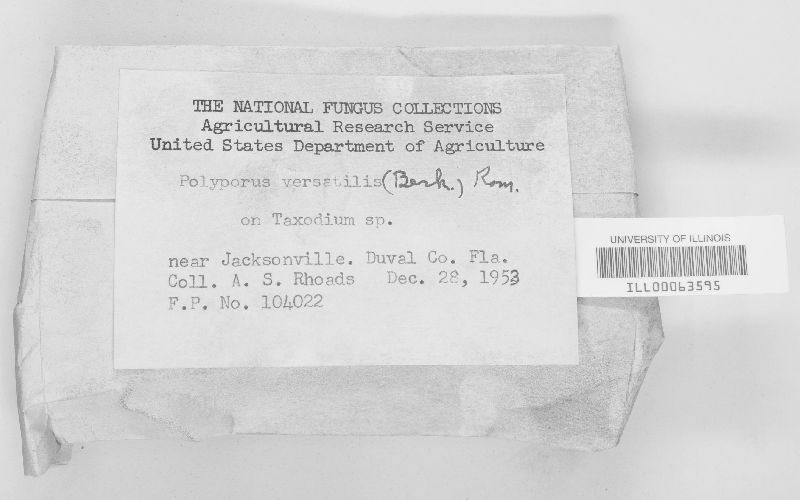 THE NATIONAL FUNGUS COLLECTIONS
Agricultural Research Service
United States Department of Agriculture
Polyporus versatilis (Berk.) Rom.
on Taxodium sp.
near Jacksonville. Duval Co. Fla.
Coll. A. S. Rhoads Dec. 28, 1953
F.P. No. 104022
UNIVERSITY OF ILLINOIS
ILL00063595